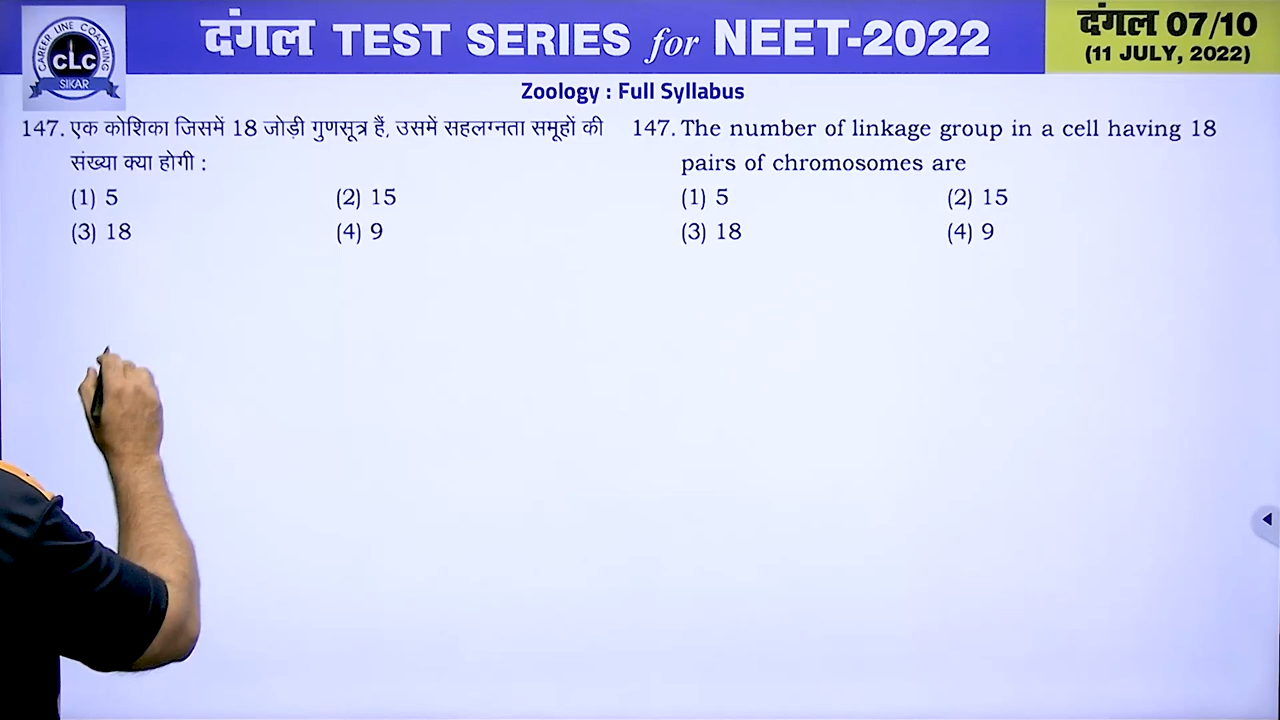 CAREER LINE COACHING
CLC
SIKAR
दंगल TEST SERIES for NEET-2022
दंगल 07/10
(11 JULY, 2022)
Zoology : Full Syllabus
147. एक कोशिका जिसमें 18 जोड़ी गुणसूत्र हैं, उसमें सहलग्नता समूहों की
संख्या क्या होगी :
(1) 5 (2) 15
(3) 18 (4) 9
147. The number of linkage group in a cell having 18
pairs of chromosomes are
(1) 5 (2) 15
(3) 18 (4) 9